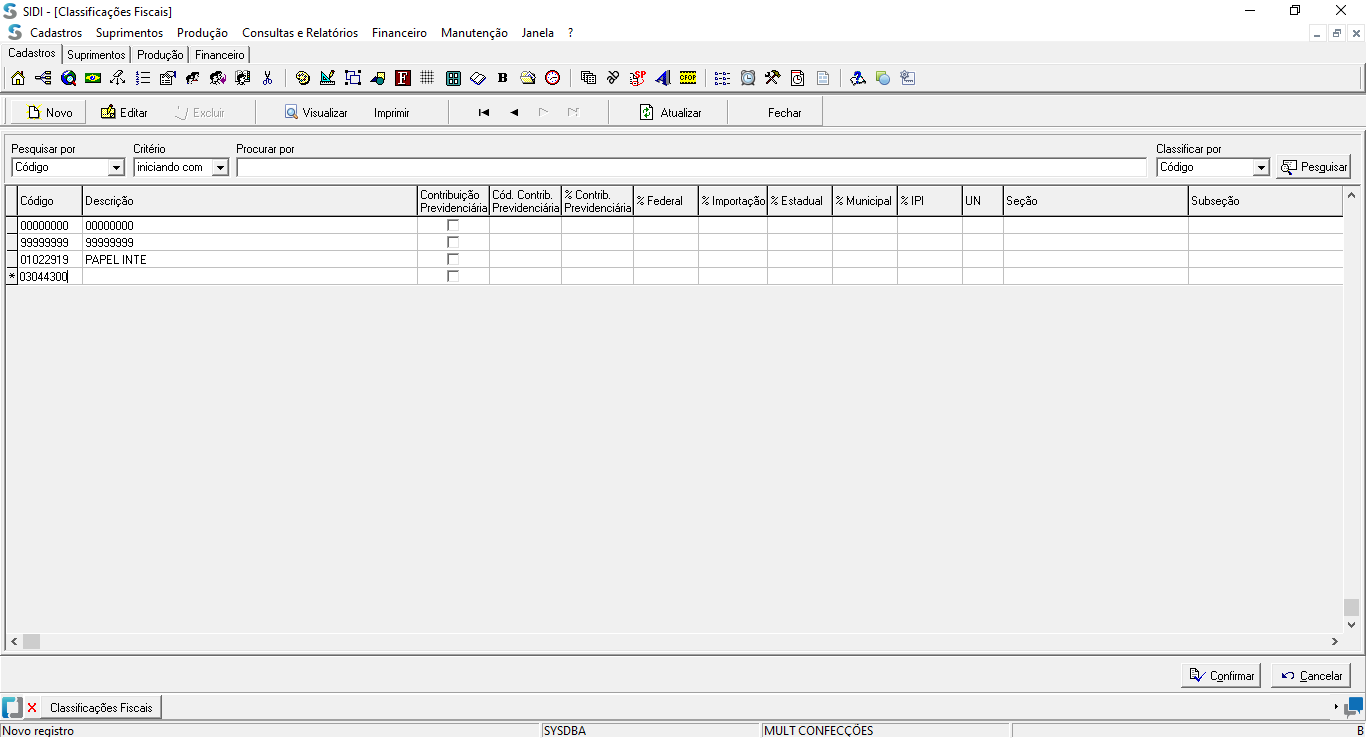 SIDI - [Classificações Fiscais]
Cadastros Suprimentos Produção Consultas e Relatórios Financeiro Manutenção Janela ?
Cadastros Suprimentos Produção Financeiro
F B SP CFOP
Novo Editar Excluir Visualizar Imprimir Atualizar Fechar
Pesquisar por Critério Procurar por Classificar por
Código iniciando com Código Pesquisar
Código Descrição Contribuição Previdenciária Cód. Contrib. Previdenciária % Contrib. Previdenciária % Federal % Importação % Estadual % Municipal % IPI UN Seção Subseção
00000000 00000000
99999999 99999999
01022919 PAPEL INTE
* 03044300
Confirmar Cancelar
Classificações Fiscais
Novo registro SYSDBA MULT CONFECÇÕES B